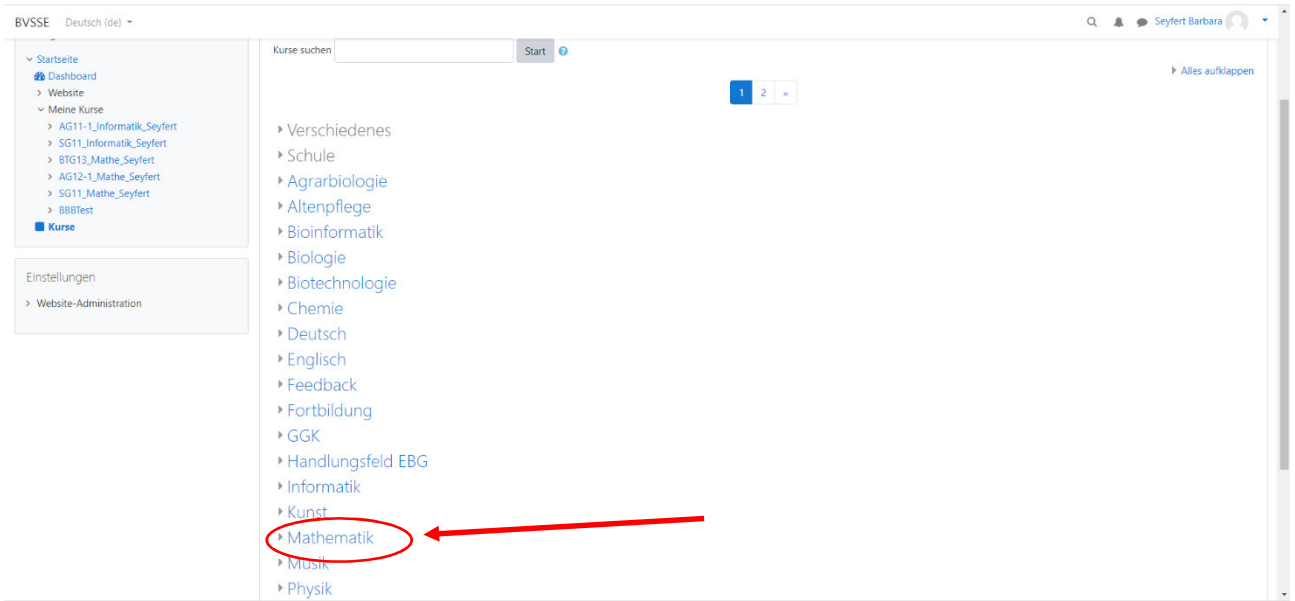 BVSSE Deutsch (de)
Seyfert Barbara
Startseite
Dashboard
Website
Meine Kurse
AG11-1_Informatik_Seyfert
SG11_Informatik_Seyfert
BTG13_Mathe_Seyfert
AG12-1_Mathe_Seyfert
SG11_Mathe_Seyfert
BBBTest
Kurse
Einstellungen
Website-Administration
Kurse suchen Start
Alles aufklappen
1 2 »
Verschiedenes
Schule
Agrarbiologie
Altenpflege
Bioinformatik
Biologie
Biotechnologie
Chemie
Deutsch
Englisch
Feedback
Fortbildung
GGK
Handlungsfeld EBG
Informatik
Kunst
Mathematik
Musik
Physik